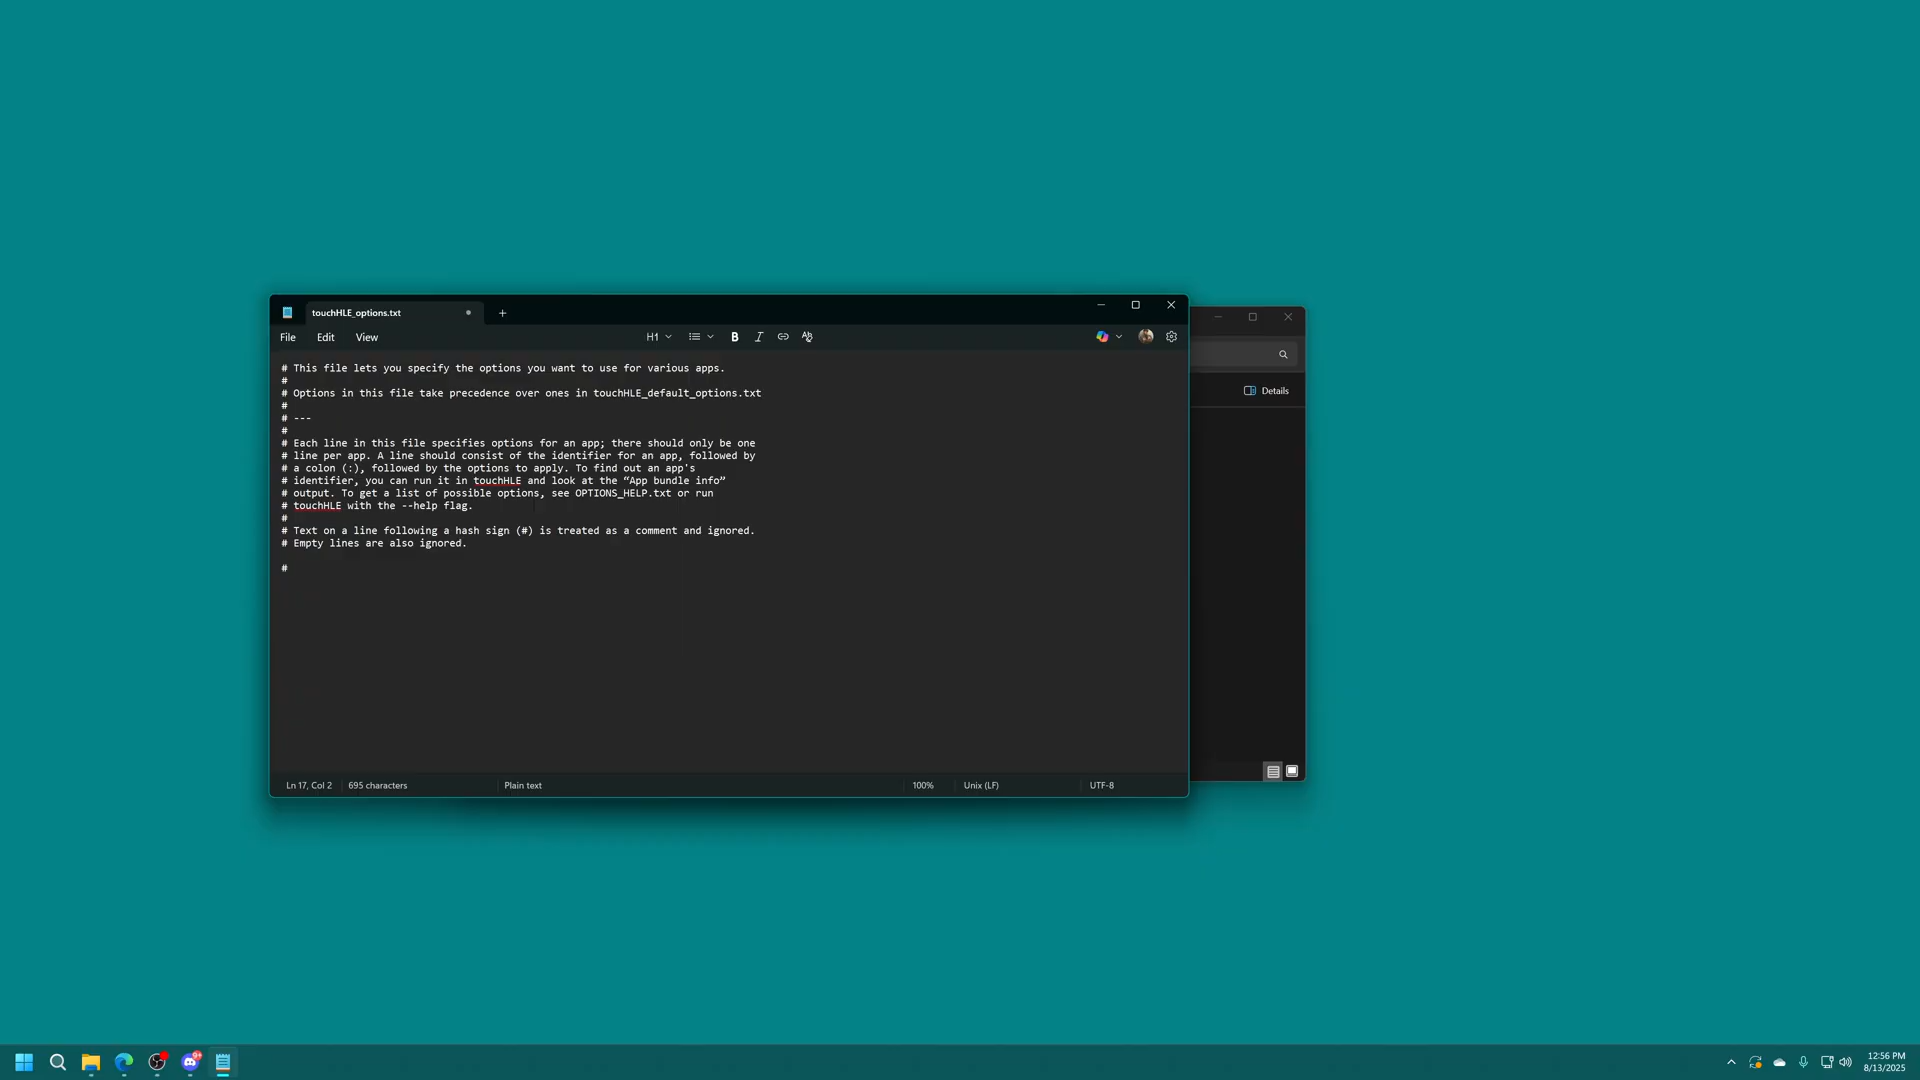 touchHLE_options.txt
File Edit View
H1
# This file lets you specify the options you want to use for various apps.
#
# Options in this file take precedence over ones in touchHLE_default_options.txt
#
# ---
#
# Each line in this file specifies options for an app; there should only be one
# line per app. A line should consist of the identifier for an app, followed by
# a colon (:), followed by the options to apply. To find out an app's
# identifier, you can run it in touchHLE and look at the “App bundle info”
# output. To get a list of possible options, see OPTIONS_HELP.txt or run
# touchHLE with the --help flag.
#
# Text on a line following a hash sign (#) is treated as a comment and ignored.
# Empty lines are also ignored.
#
Details
Ln 17, Col 2 695 characters Plain text 100% Unix (LF) UTF-8
12:56 PM
8/13/2025